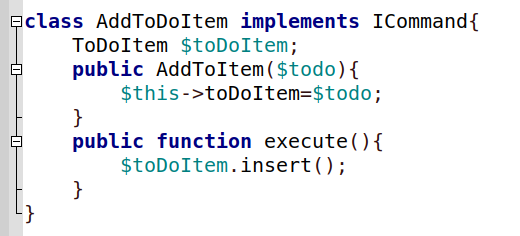 class AddToDoItem implements ICommand{
ToDoItem $toDoItem;
public AddToItem($todo){
$this->toDoItem=$todo;
}
public function execute(){
$toDoItem.insert();
}
}